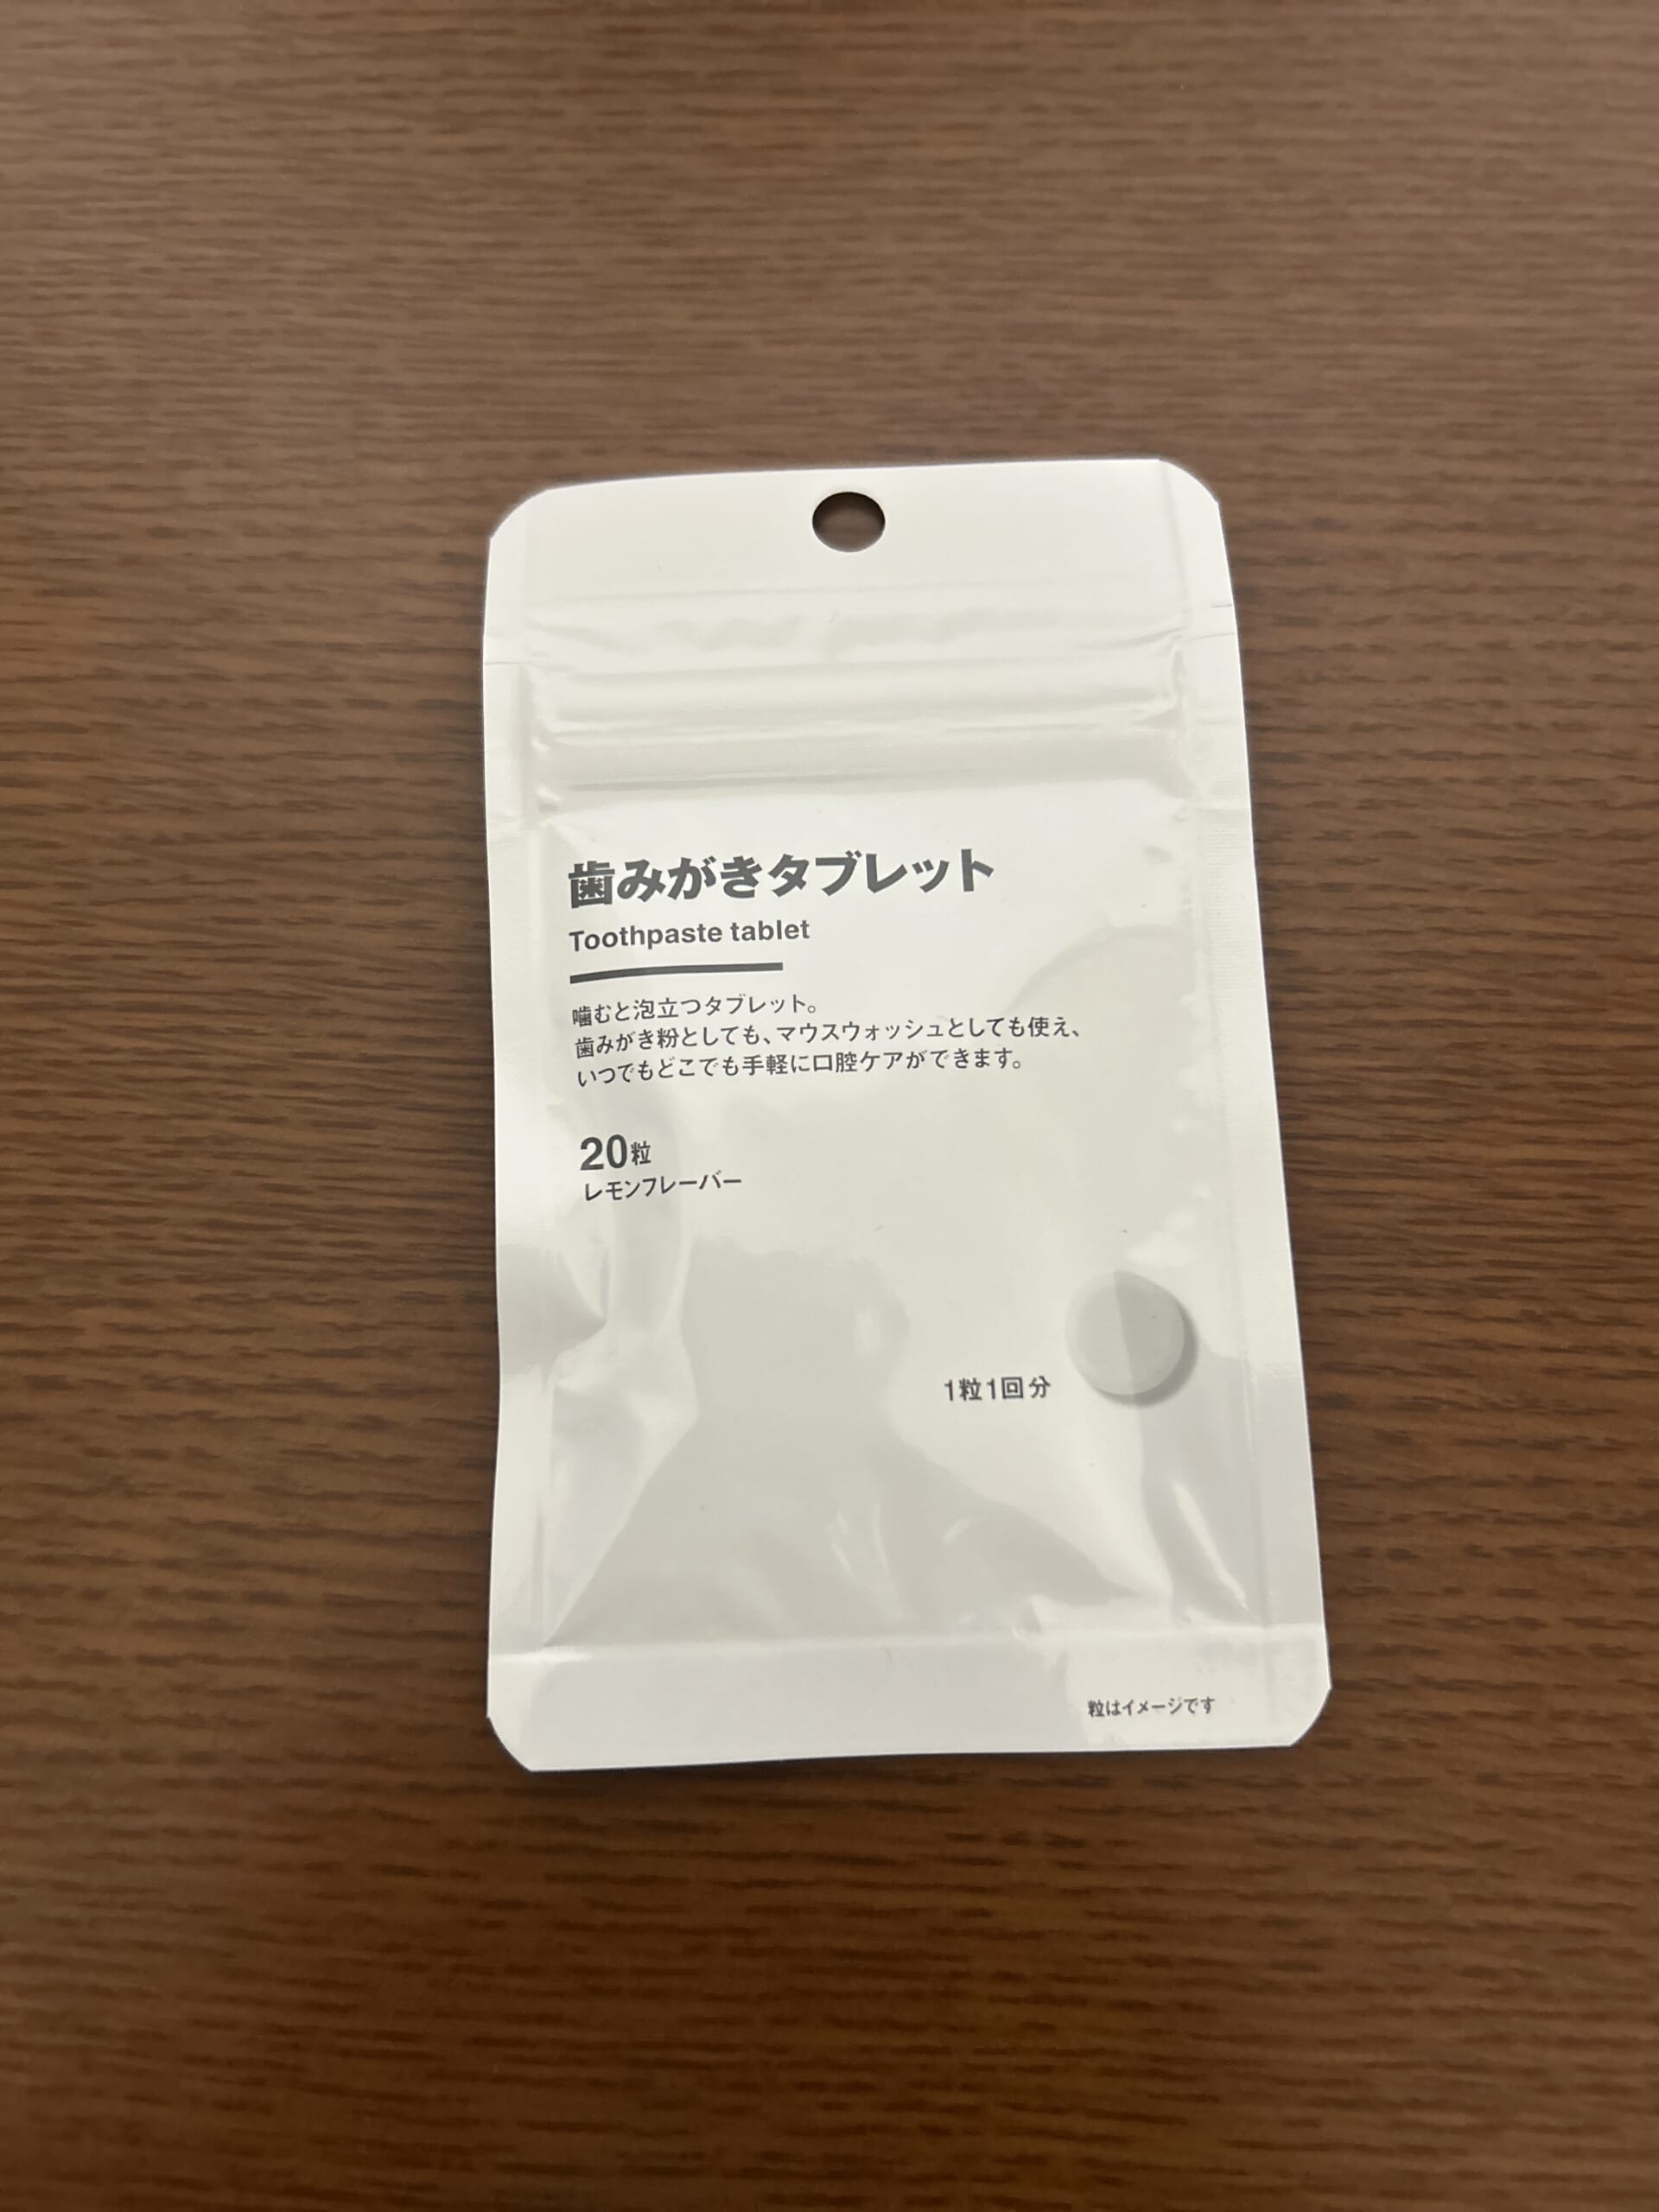 歯みがきタブレット
Toothpaste tablet
噛むと泡立つタブレット。
歯みがき粉としても、マウスウォッシュとしても使え、
いつでもどこでも手軽に口腔ケアができます。
20粒
レモンフレーバー
1粒1回分
粒はイメージです